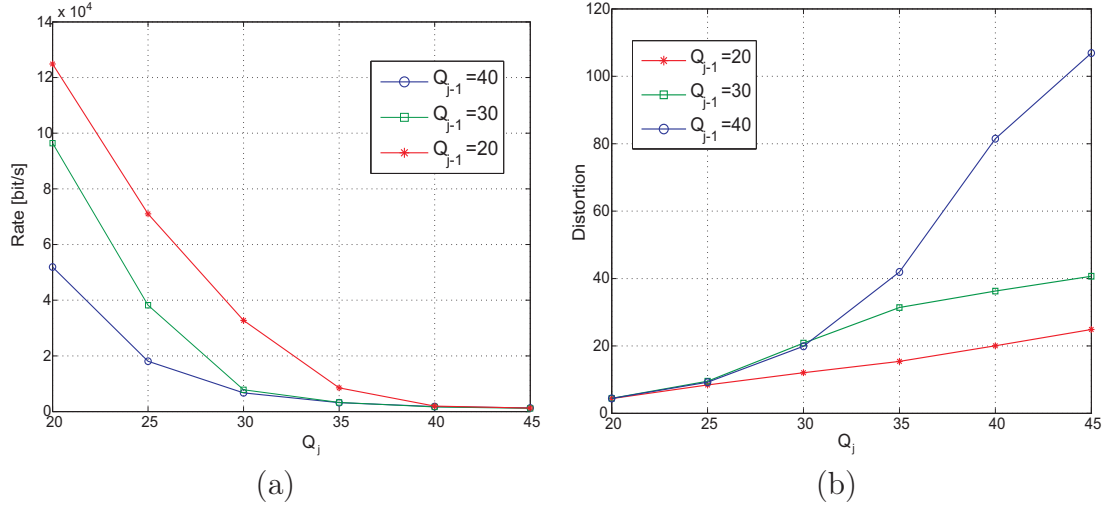 x 10^4
14
12
10
8
6
4
2
0
20 25 30 35 40 45
Rate [bit/s]
Q_j
Q_{j-1}=40
Q_{j-1}=30
Q_{j-1}=20
(a)
120
100
80
60
40
20
0
20 25 30 35 40 45
Distortion
Q_j
Q_{j-1}=20
Q_{j-1}=30
Q_{j-1}=40
(b)